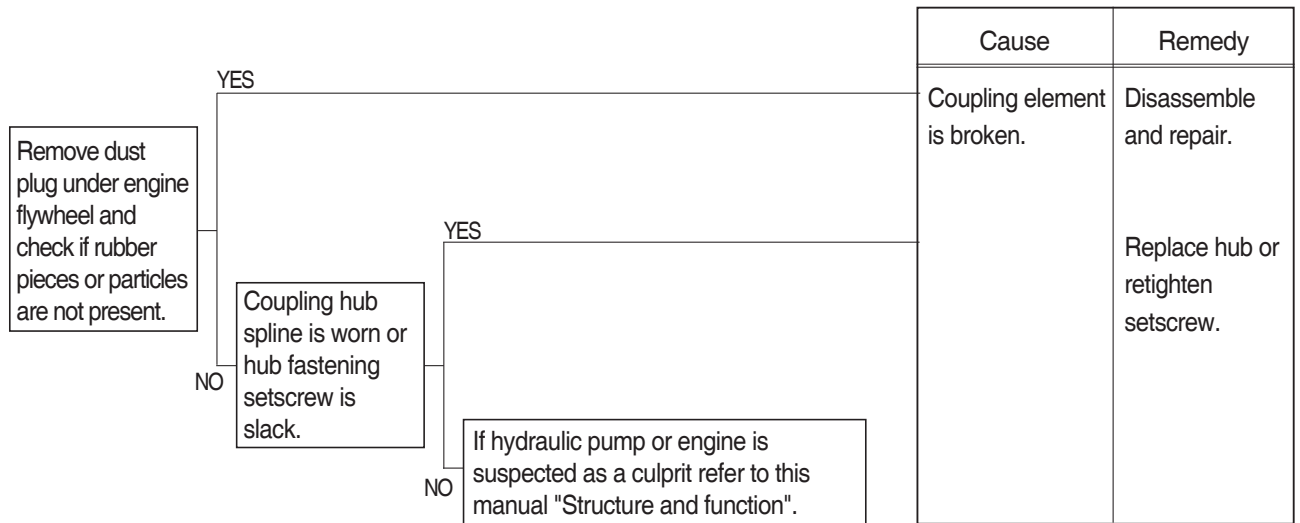 Cause
Remedy
YES
Coupling element
is broken.
Disassemble
and repair.
Remove dust
plug under engine
flywheel and
check if rubber
pieces or particles
are not present.
YES
Replace hub or
retighten
setscrew.
NO
Coupling hub
spline is worn or
hub fastening
setscrew is
slack.
NO
If hydraulic pump or engine is
suspected as a culprit refer to this
manual "Structure and function".